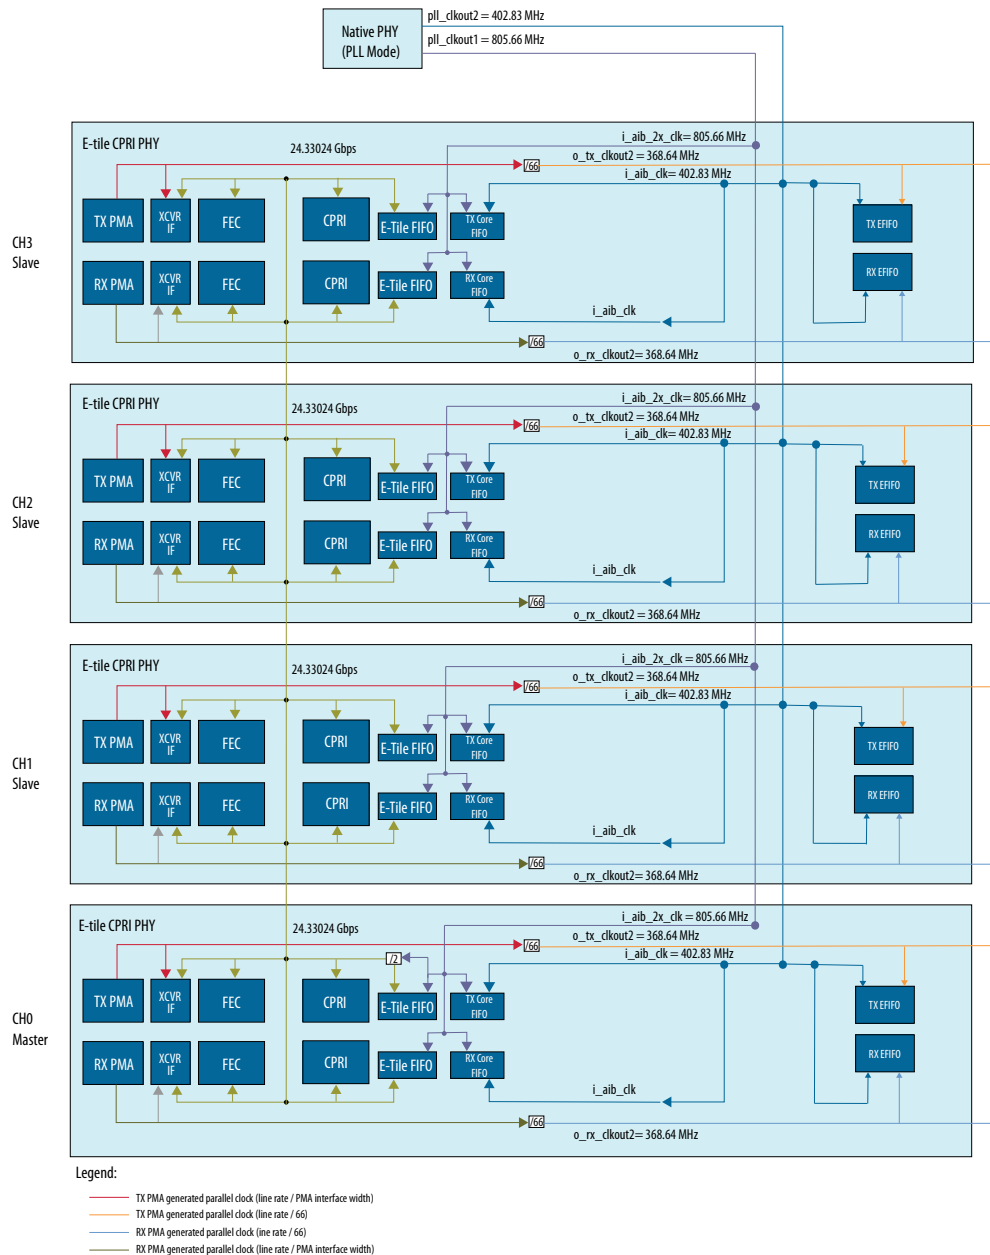 pll_clkout2 = 402.83 MHz
Native PHY
(PLL Mode)
pll_clkout1 = 805.66 MHz
E-tile CPRI PHY
24.33024 Gbps
i_aib_2x_clk= 805.66 MHz
o_tx_clkout2 = 368.64 MHz
/66
i_aib_clk= 402.83 MHz
CH3
Slave
TX PMA
XCVR
IF
FEC
CPRI
E-Tile FIFO
TX Core
FIFO
TX EFIFO
RX PMA
XCVR
IF
FEC
CPRI
E-Tile FIFO
RX Core
FIFO
RX EFIFO
i_aib_clk
/66
o_rx_clkout2= 368.64 MHz
E-tile CPRI PHY
24.33024 Gbps
i_aib_2x_clk= 805.66 MHz
o_tx_clkout2 = 368.64 MHz
/66
i_aib_clk= 402.83 MHz
CH2
Slave
TX PMA
XCVR
IF
FEC
CPRI
E-Tile FIFO
TX Core
FIFO
TX EFIFO
RX PMA
XCVR
IF
FEC
CPRI
E-Tile FIFO
RX Core
FIFO
RX EFIFO
i_aib_clk
/66
o_rx_clkout2= 368.64 MHz
E-tile CPRI PHY
24.33024 Gbps
i_aib_2x_clk = 805.66 MHz
o_tx_clkout2 = 368.64 MHz
/66
i_aib_clk = 402.83 MHz
CH1
Slave
TX PMA
XCVR
IF
FEC
CPRI
E-Tile FIFO
TX Core
FIFO
TX EFIFO
RX PMA
XCVR
IF
FEC
CPRI
E-Tile FIFO
RX Core
FIFO
RX EFIFO
i_aib_clk
/66
o_rx_clkout2= 368.64 MHz
E-tile CPRI PHY
24.33024 Gbps
i_aib_2x_clk = 805.66 MHz
o_tx_clkout2 = 368.64 MHz
/66
i_aib_clk = 402.83 MHz
/2
CH0
Master
TX PMA
XCVR
IF
FEC
CPRI
E-Tile FIFO
TX Core
FIFO
TX EFIFO
RX PMA
XCVR
IF
FEC
CPRI
E-Tile FIFO
RX Core
FIFO
RX EFIFO
i_aib_clk
/66
o_rx_clkout2= 368.64 MHz
Legend:
TX PMA generated parallel clock (line rate / PMA interface width)
TX PMA generated parallel clock (line rate / 66)
RX PMA generated parallel clock (ine rate / 66)
RX PMA generated parallel clock (line rate / PMA interface width)